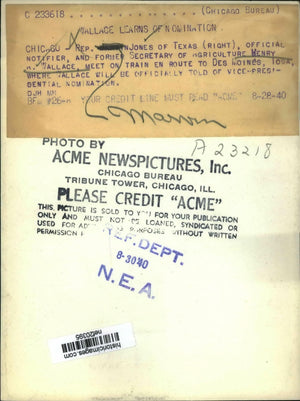 C 233618 . . . . . . . . . . (CHICAGO BUREAU)
WALLACE LEARNS OF NOMINATION
CHICAGO REP. JONES OF TEXAS (RIGHT), OFFICIAL
NOTIFIER, AND FORMER SECRETARY OF AGRICULTURE HENRY
A. WALLACE, MEET ON TRAIN EN ROUTE TO DES MOINES, IOWA,
WHERE WALLACE WILL BE OFFICIALLY TOLD OF VICE-PRESI-
DENTIAL NOMINATION.
YOUR CREDIT LINE MUST READ "ACME" 8-28-40
A 23218
PHOTO BY
ACME NEWSPICTURES, Inc.
CHICAGO BUREAU
TRIBUNE TOWER, CHICAGO, ILL.
PLEASE CREDIT "ACME"
THIS PICTURE IS SOLD TO YOU FOR YOUR PUBLICATION
ONLY AND MUST NOT BE LOANED, SYNDICATED OR
USED FOR PURPOSES WITHOUT WRITTEN
PERMISSION
REF. DEPT.
8-30-40
N. E. A.
historicimages.com
nef20395